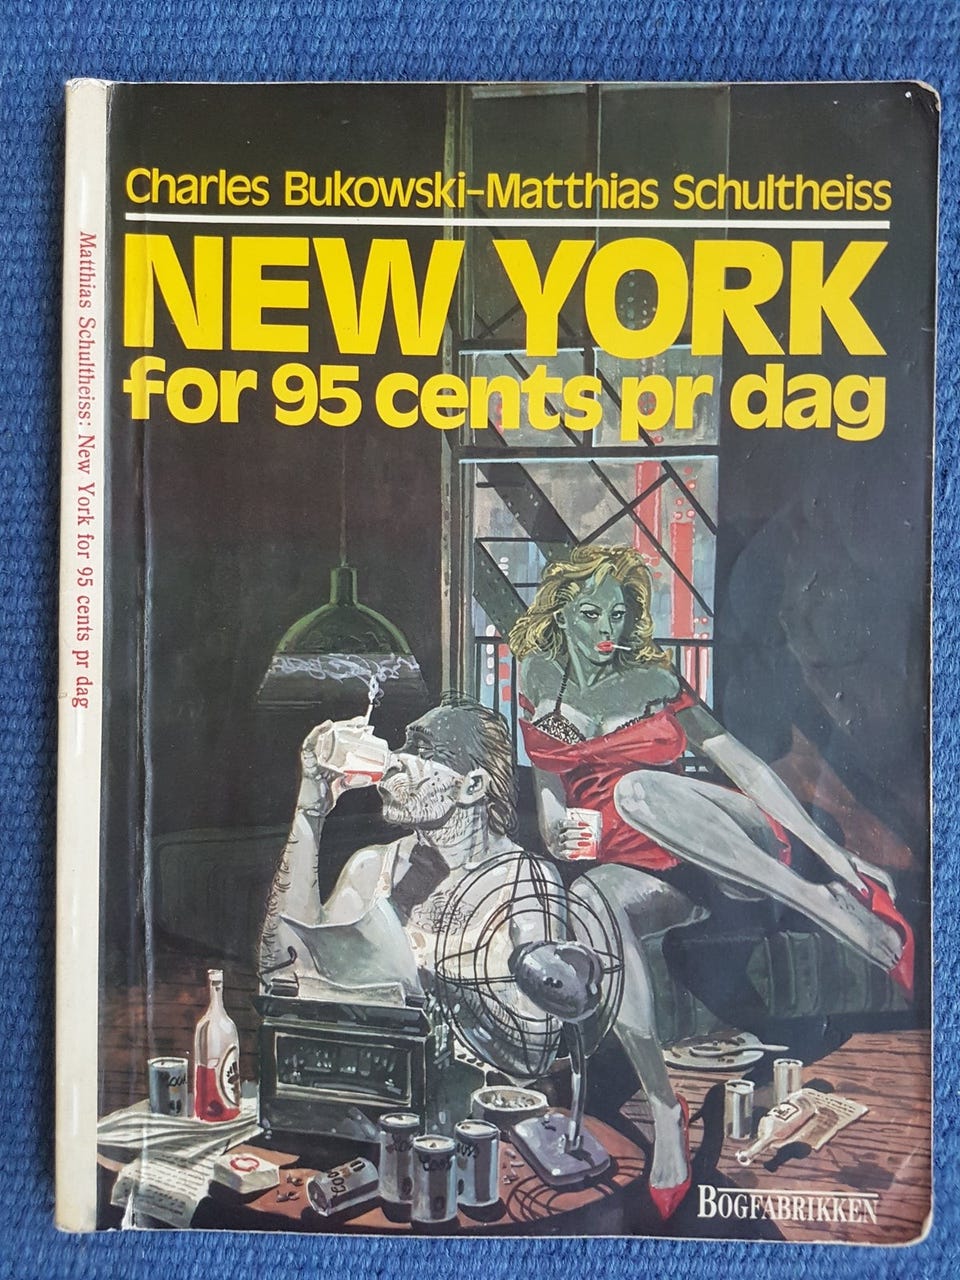 Charles Bukowski-Matthias Schultheiss
NEW YORK
for 95 cents pr dag
Matthias Schultheiss: New York for 95 cents pr dag
BOGFABRIKKEN